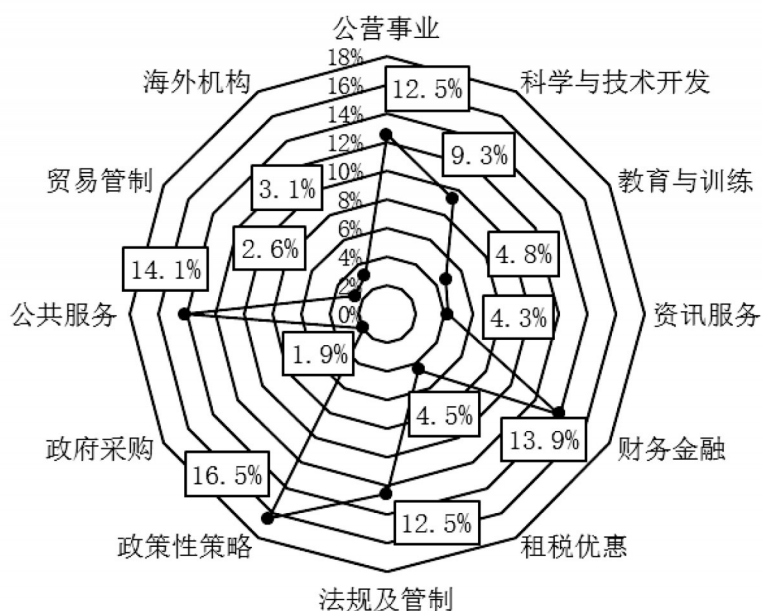 公营事业
18%
海外机构
科学与技术开发
16%
12.5%
14%
12%
9.3%
贸易管制
10%
教育与训练
3.1%
8%
6%
2.6%
4.8%
14.1%
4%
2%
公共服务
0%
4.3%
资讯服务
1.9%
4.5%
13.9%
政府采购
财务金融
16.5%
12.5%
政策性策略
租税优惠
法规及管制